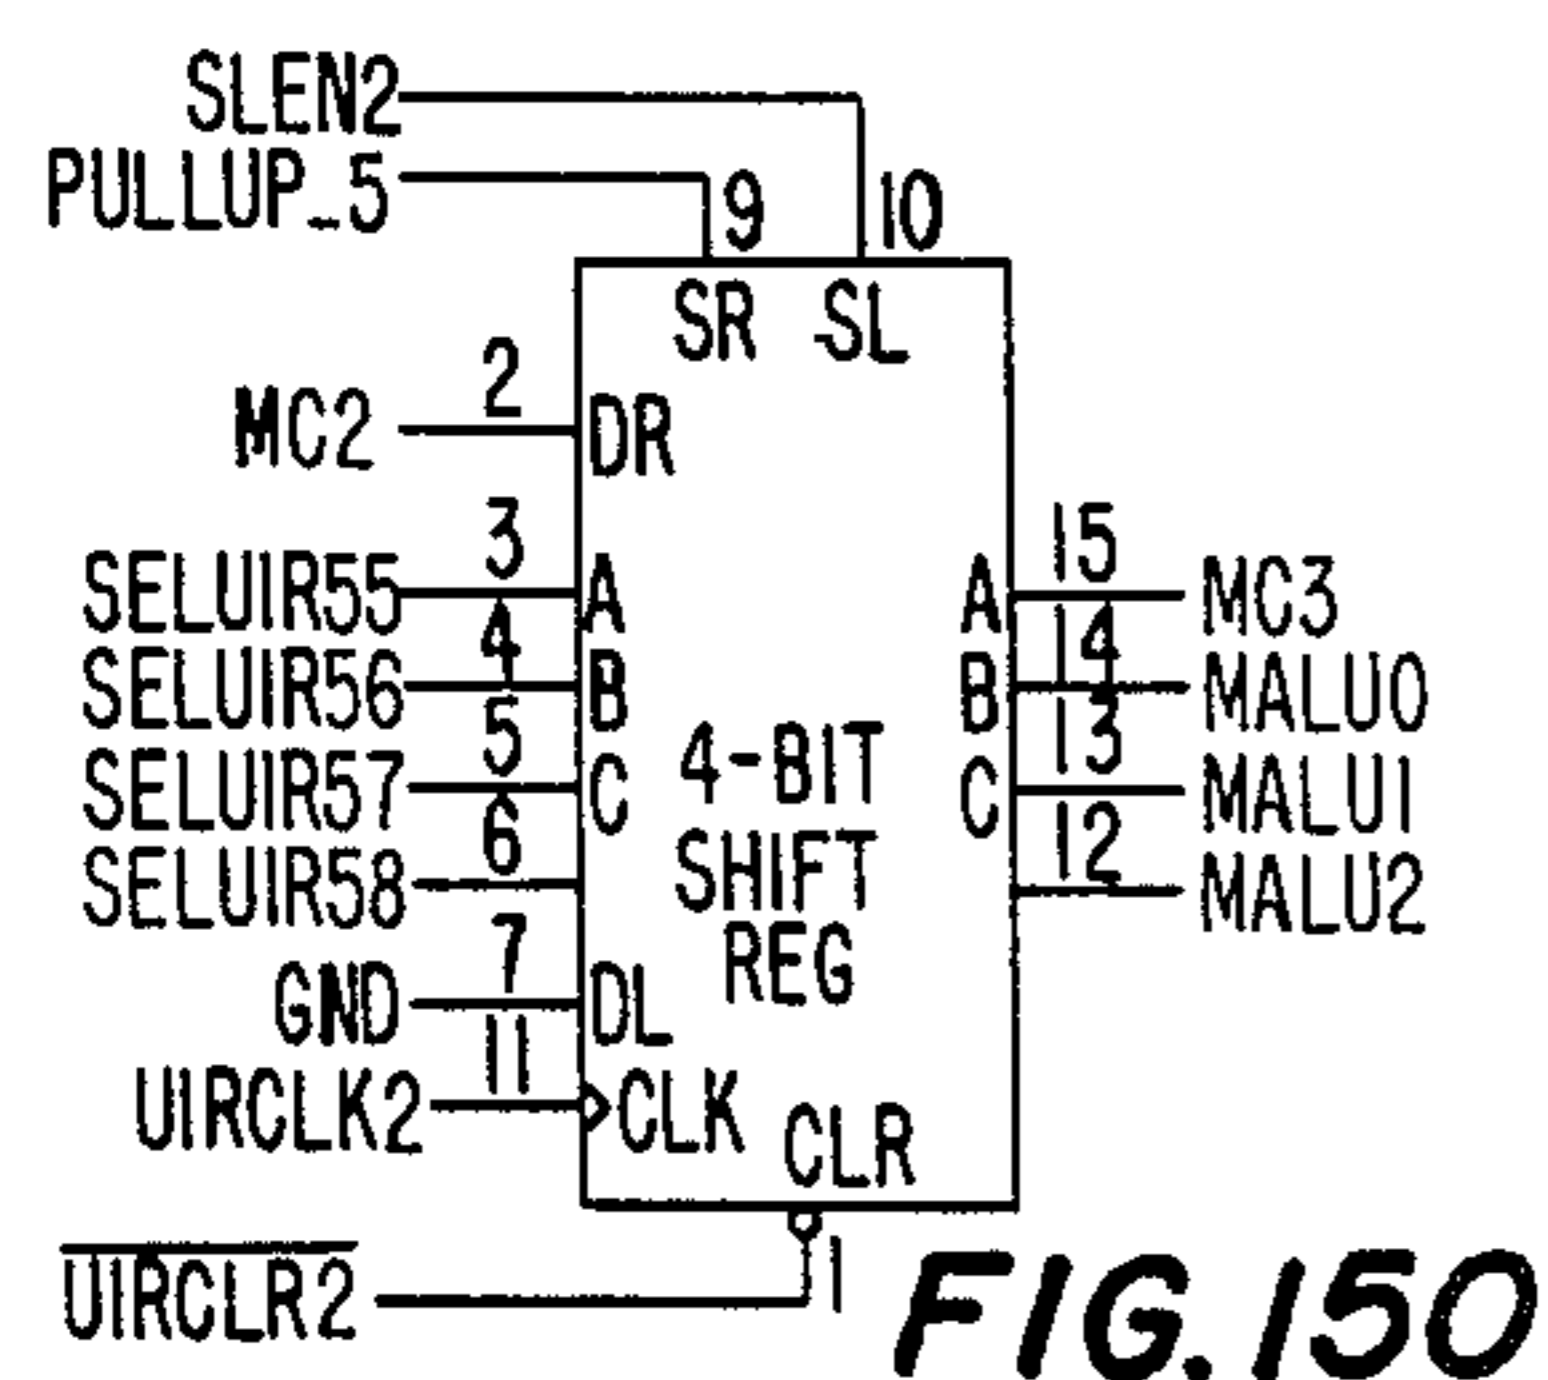 SLEN2
PULLUP_5
9 10
SR SL
2
MC2 DR
3 15
SELUIR55 A A MC3
4 14
SELUIR56 B B MALU0
5 13
SELUIR57 C C MALU1
4-BIT
6 12
SELUIR58 SHIFT MALU2
7 REG
GND DL
11
UIRCLK2 CLK
CLR
UIRCLR2 1
FIG.150